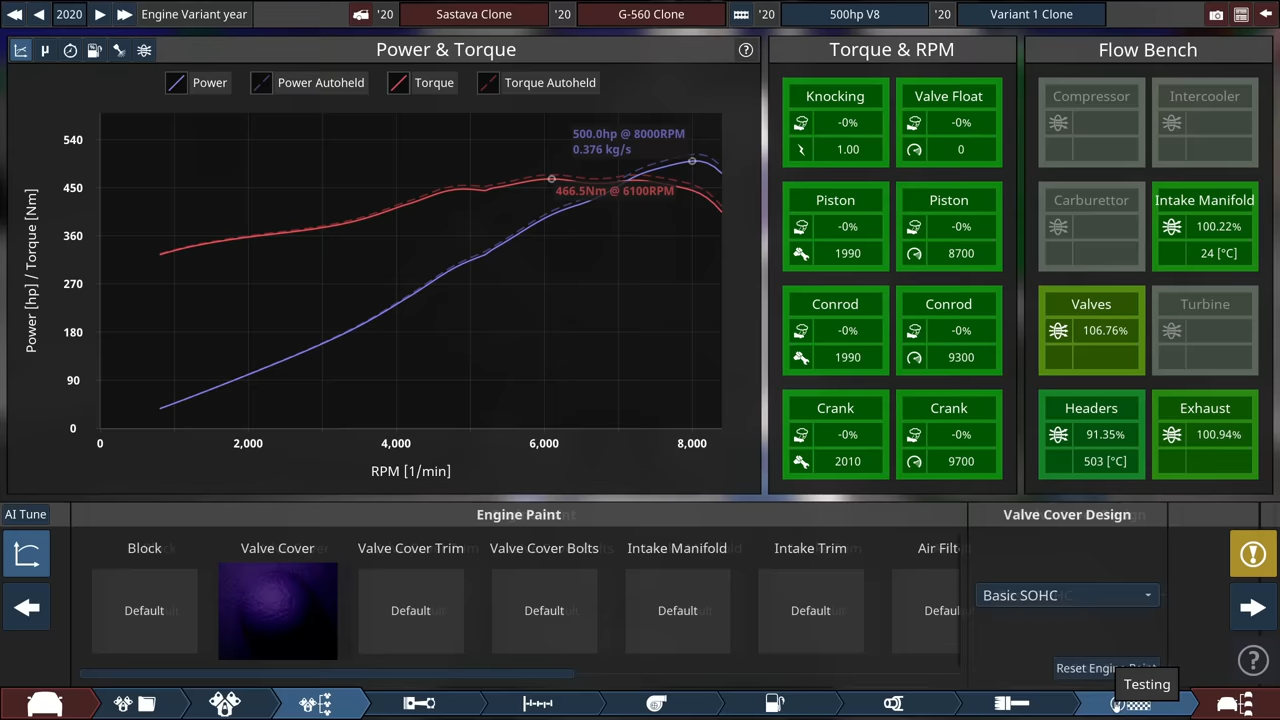 2020 Engine Variant year '20 Sastava Clone '20 G-560 Clone '20 500hp V8 '20 Variant 1 Clone
Power & Torque
Power Power Autoheld Torque Torque Autoheld
500.0hp @ 8000RPM
0.376 kg/s
466.5Nm @ 6100RPM
Power [hp] / Torque [Nm]
540
450
360
270
180
90
0
0 2,000 4,000 6,000 8,000
RPM [1/min]
Torque & RPM
Knocking
-0%
1.00
Valve Float
-0%
0
Piston
-0%
1990
Piston
-0%
8700
Conrod
-0%
1990
Conrod
-0%
9300
Crank
-0%
2010
Crank
-0%
9700
Flow Bench
Compressor
Intercooler
Carburettor
Intake Manifold
100.22%
24 [°C]
Valves
106.76%
Turbine
Headers
91.35%
503 [°C]
Exhaust
100.94%
AI Tune
Engine Paint
Block
Default
Valve Cover
Valve Cover Trim
Default
Valve Cover Bolts
Default
Intake Manifold
Default
Intake Trim
Default
Air Filt
Defaul
Valve Cover Design
Basic SOHC
Reset Engine Paint
Testing